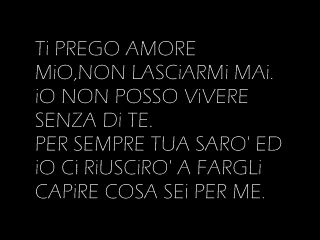 Ti PREGO AMORE
MiO,NON LASCiARMi MAi.
iO NON POSSO ViVERE
SENZA Di TE.
PER SEMPRE TUA SARO' ED
iO Ci RiUSCiRO' A FARGLi
CAPiRE COSA SEi PER ME.